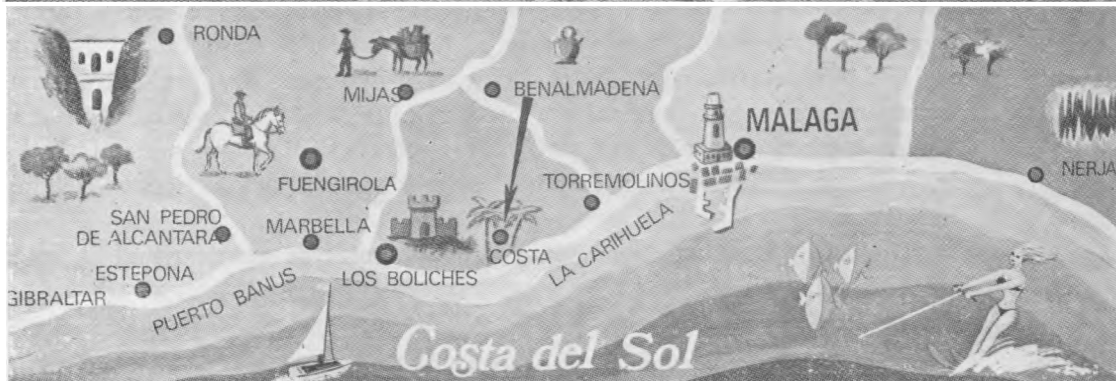 RONDA
MIJAS
BENALMADENA
MALAGA
FUENGIROLA
TORREMOLINOS
NERJA
SAN PEDRO
DE ALCANTARA
MARBELLA
COSTA
LA CARIHUELA
ESTEPONA
LOS BOLICHES
GIBRALTAR
PUERTO BANUS
Costa del Sol